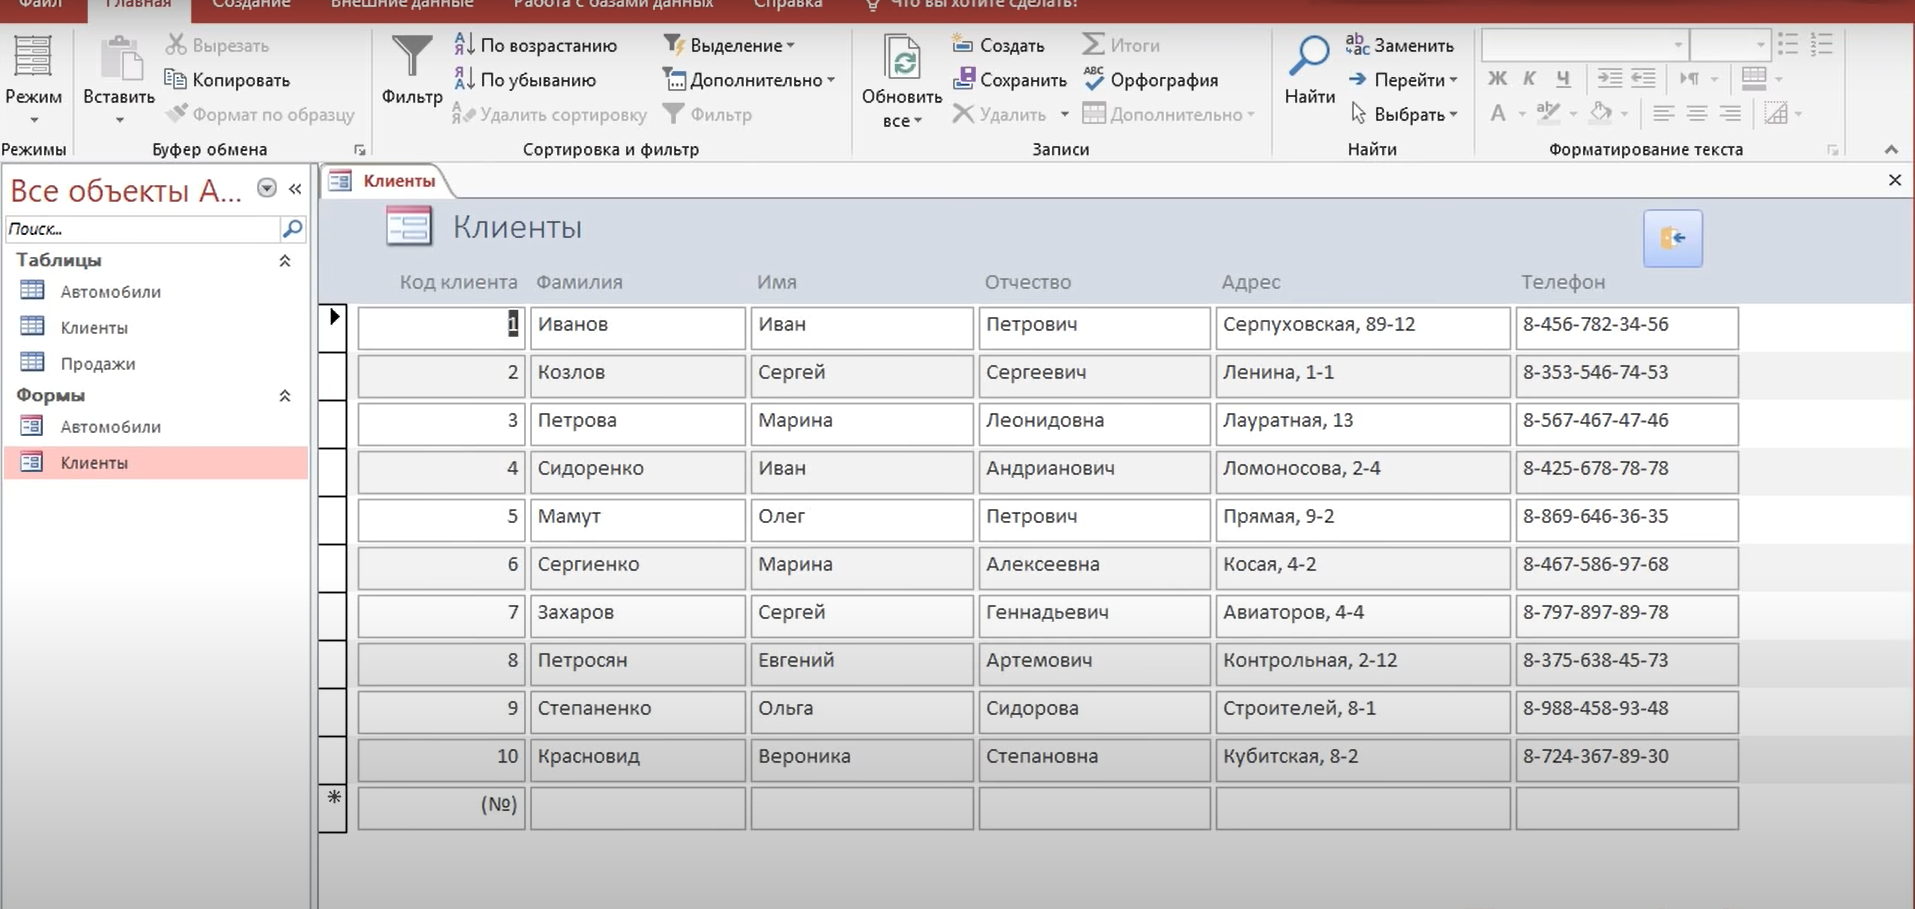 Файл Главная Создание Внешние данные Работа с базами данных Справка Что вы хотите сделать?
Режим
Режимы
Вставить
Вырезать
Копировать
Формат по образцу
Буфер обмена
Фильтр
По возрастанию
По убыванию
Удалить сортировку
Выделение
Дополнительно
Фильтр
Сортировка и фильтр
Обновить
все
Создать
Сохранить
Удалить
Итоги
Орфография
Дополнительно
Записи
Найти
Заменить
Перейти
Выбрать
Найти
Ж К Ч
А
Форматирование текста
Все объекты А...
Поиск...
Таблицы
Автомобили
Клиенты
Продажи
Формы
Автомобили
Клиенты
Клиенты
Клиенты
Код клиента Фамилия Имя Отчество Адрес Телефон
1 Иванов Иван Петрович Серпуховская, 89-12 8-456-782-34-56
2 Козлов Сергей Сергеевич Ленина, 1-1 8-353-546-74-53
3 Петрова Марина Леонидовна Лауратная, 13 8-567-467-47-46
4 Сидоренко Иван Андрианович Ломоносова, 2-4 8-425-678-78-78
5 Мамут Олег Петрович Прямая, 9-2 8-869-646-36-35
6 Сергиенко Марина Алексеевна Косая, 4-2 8-467-586-97-68
7 Захаров Сергей Геннадьевич Авиаторов, 4-4 8-797-897-89-78
8 Петросян Евгений Артемович Контрольная, 2-12 8-375-638-45-73
9 Степаненко Ольга Сидорова Строителей, 8-1 8-988-458-93-48
10 Красновид Вероника Степановна Кубитская, 8-2 8-724-367-89-30
(№)